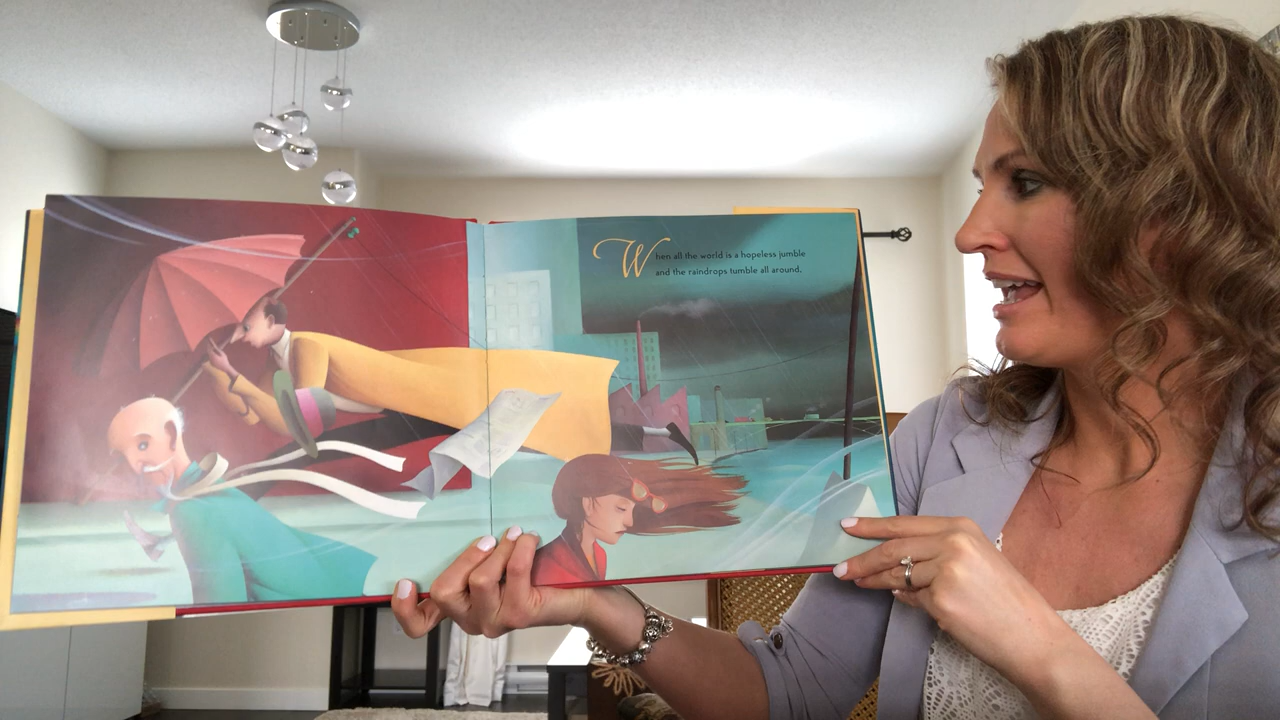 When all the world is a hopeless jumble
and the raindrops tumble all around,